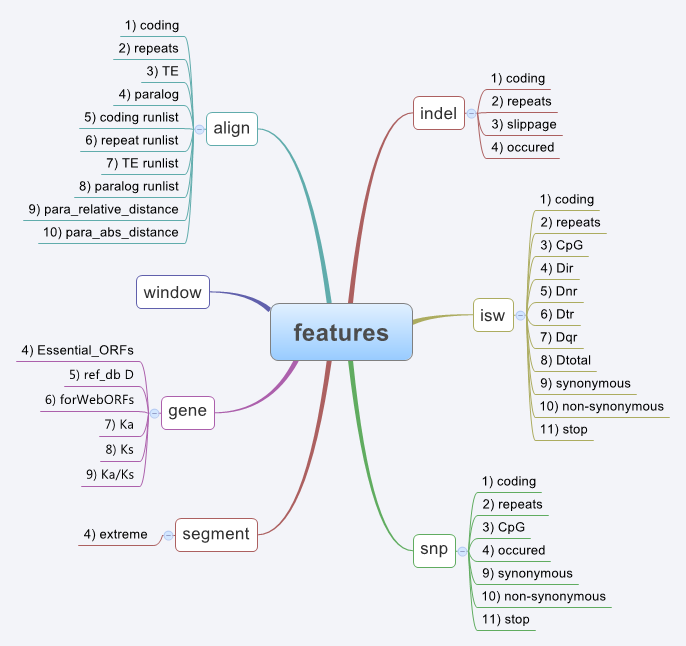 features
align
1) coding
2) repeats
3) TE
4) paralog
5) coding runlist
6) repeat runlist
7) TE runlist
8) paralog runlist
9) para_relative_distance
10) para_abs_distance
window
gene
4) Essential_ORFs
5) ref_db D
6) forWebORFs
7) Ka
8) Ks
9) Ka/Ks
segment
4) extreme
indel
1) coding
2) repeats
3) slippage
4) occured
isw
1) coding
2) repeats
3) CpG
4) Dir
5) Dnr
6) Dtr
7) Dqr
8) Dtotal
9) synonymous
10) non-synonymous
11) stop
snp
1) coding
2) repeats
3) CpG
4) occured
9) synonymous
10) non-synonymous
11) stop